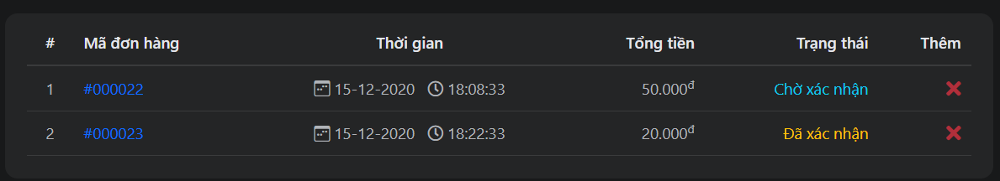 # Mã đơn hàng Thời gian Tổng tiền Trạng thái Thêm
1 #000022 15-12-2020 18:08:33 50.000đ Chờ xác nhận
2 #000023 15-12-2020 18:22:33 20.000đ Đã xác nhận